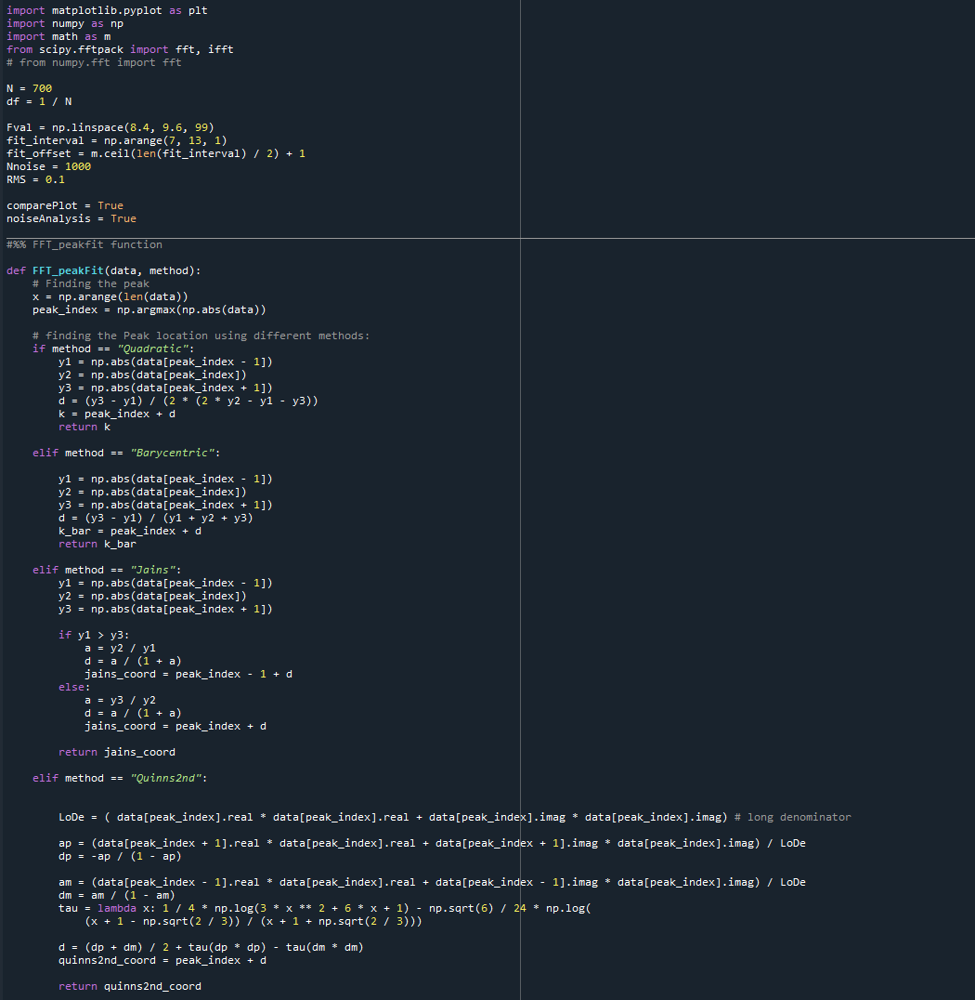 import matplotlib.pyplot as plt
import numpy as np
import math as m
from scipy.fftpack import fft, ifft
# from numpy.fft import fft
N = 700
df = 1 / N
Fval = np.linspace(8.4, 9.6, 99)
fit_interval = np.arange(7, 13, 1)
fit_offset = m.ceil(len(fit_interval) / 2) + 1
Nnoise = 1000
RMS = 0.1
comparePlot = True
noiseAnalysis = True
#%% FFT_peakfit function
def FFT_peakFit(data, method):
    # Finding the peak
    x = np.arange(len(data))
    peak_index = np.argmax(np.abs(data))
    # finding the Peak location using different methods:
    if method == "Quadratic":
        y1 = np.abs(data[peak_index - 1])
        y2 = np.abs(data[peak_index])
        y3 = np.abs(data[peak_index + 1])
        d = (y3 - y1) / (2 * (2 * y2 - y1 - y3))
        k = peak_index + d
        return k
    elif method == "Barycentric":
        y1 = np.abs(data[peak_index - 1])
        y2 = np.abs(data[peak_index])
        y3 = np.abs(data[peak_index + 1])
        d = (y3 - y1) / (y1 + y2 + y3)
        k_bar = peak_index + d
        return k_bar
    elif method == "Jains":
        y1 = np.abs(data[peak_index - 1])
        y2 = np.abs(data[peak_index])
        y3 = np.abs(data[peak_index + 1])
        if y1 > y3:
            a = y2 / y1
            d = a / (1 + a)
            jains_coord = peak_index - 1 + d
        else:
            a = y3 / y2
            d = a / (1 + a)
            jains_coord = peak_index + d
        return jains_coord
    elif method == "Quinns2nd":
        LoDe = ( data[peak_index].real * data[peak_index].real + data[peak_index].imag * data[peak_index].imag) # long denominator
        ap = (data[peak_index + 1].real * data[peak_index].real + data[peak_index + 1].imag * data[peak_index].imag) / LoDe
        dp = -ap / (1 - ap)
        am = (data[peak_index - 1].real * data[peak_index].real + data[peak_index - 1].imag * data[peak_index].imag) / LoDe
        dm = am / (1 - am)
        tau = lambda x: 1 / 4 * np.log(3 * x ** 2 + 6 * x + 1) - np.sqrt(6) / 24 * np.log(
            (x + 1 - np.sqrt(2 / 3)) / (x + 1 + np.sqrt(2 / 3)))
        d = (dp + dm) / 2 + tau(dp * dp) - tau(dm * dm)
        quinns2nd_coord = peak_index + d
        return quinns2nd_coord